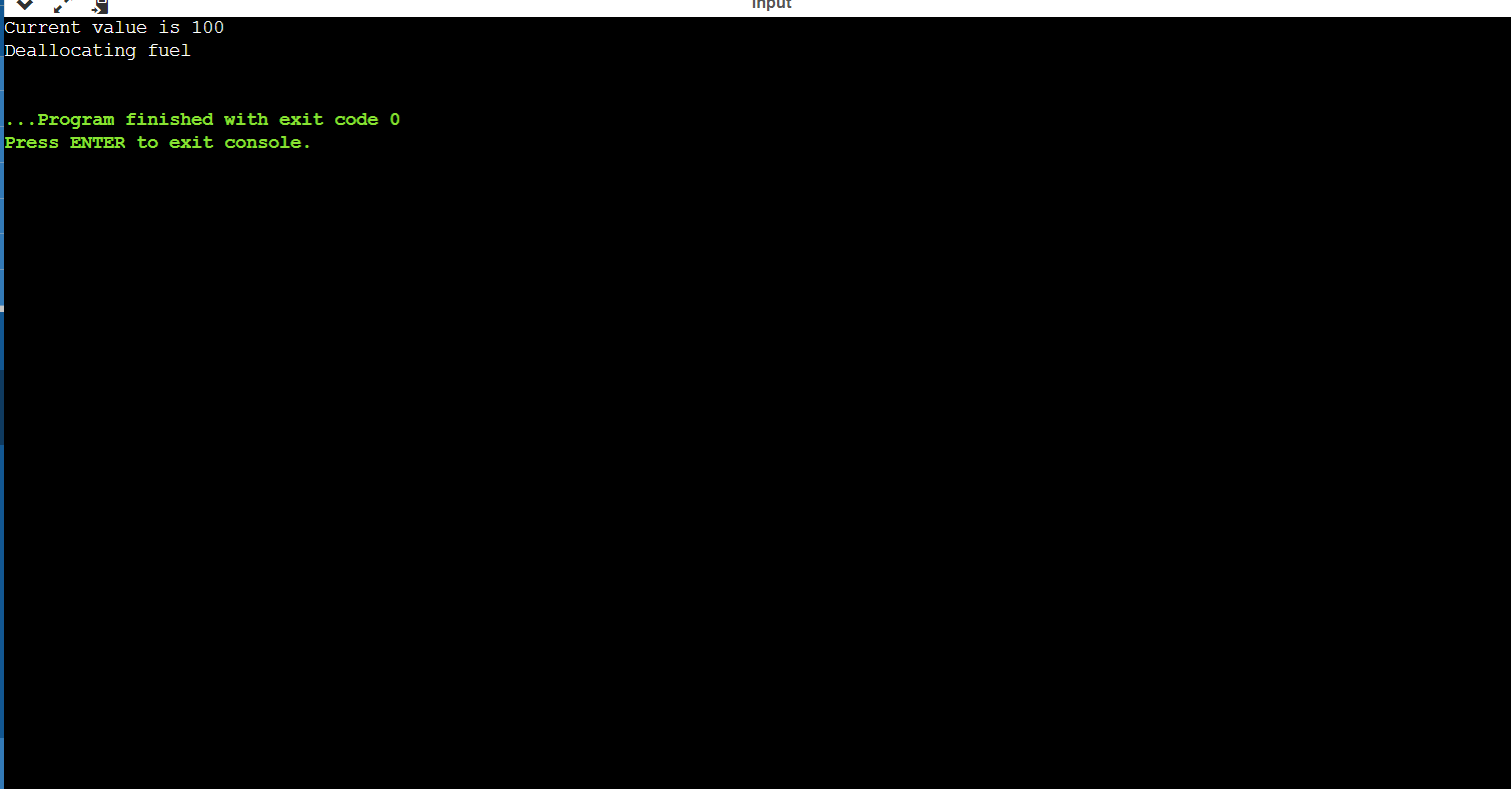 input
Current value is 100
Deallocating fuel
...Program finished with exit code 0
Press ENTER to exit console.